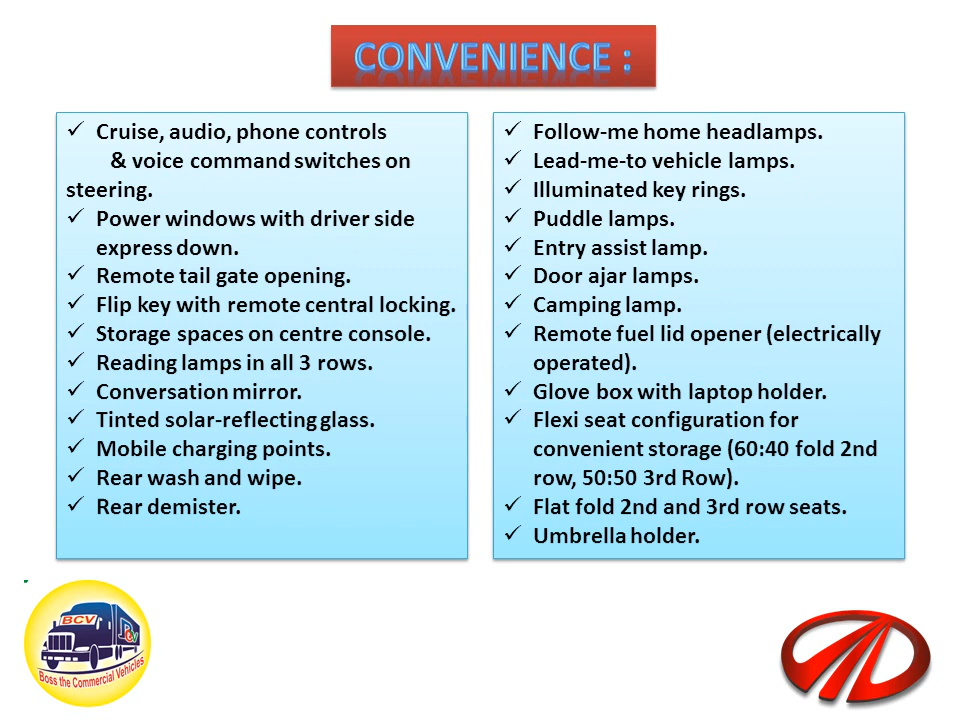 CONVENIENCE :
✓ Cruise, audio, phone controls
& voice command switches on
steering.
✓ Power windows with driver side
express down.
✓ Remote tail gate opening.
✓ Flip key with remote central locking.
✓ Storage spaces on centre console.
✓ Reading lamps in all 3 rows.
✓ Conversation mirror.
✓ Tinted solar-reflecting glass.
✓ Mobile charging points.
✓ Rear wash and wipe.
✓ Rear demister.
✓ Follow-me home headlamps.
✓ Lead-me-to vehicle lamps.
✓ Illuminated key rings.
✓ Puddle lamps.
✓ Entry assist lamp.
✓ Door ajar lamps.
✓ Camping lamp.
✓ Remote fuel lid opener (electrically
operated).
✓ Glove box with laptop holder.
✓ Flexi seat configuration for
convenient storage (60:40 fold 2nd
row, 50:50 3rd Row).
✓ Flat fold 2nd and 3rd row seats.
✓ Umbrella holder.
BCV
Boss the Commercial Vehicles